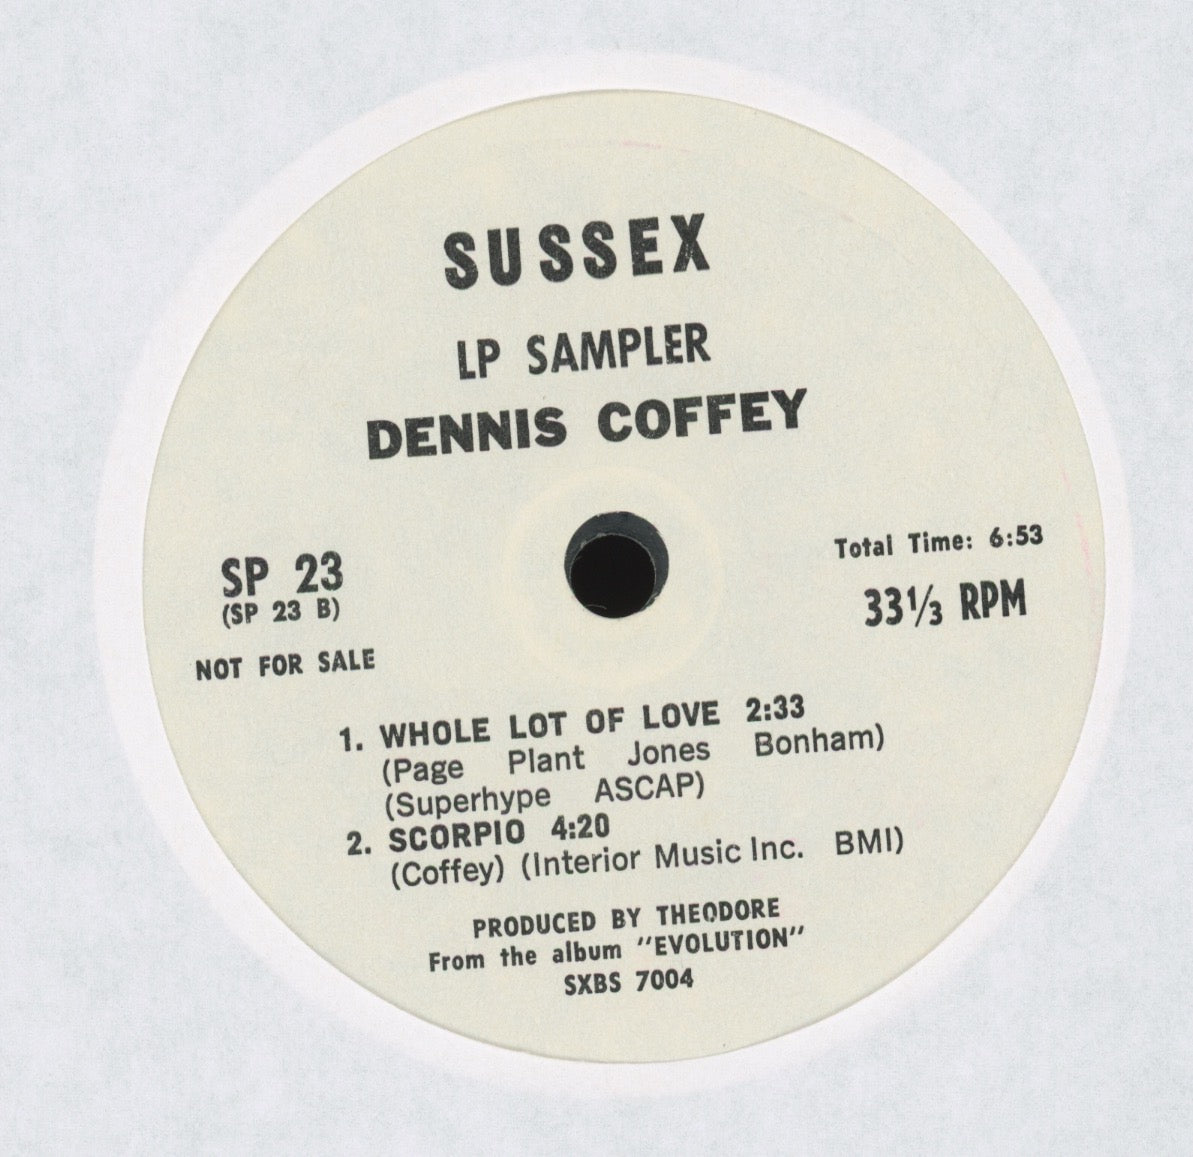 SUSSEX
LP SAMPLER
DENNIS COFFEY
Total Time: 6:53
SP 23
33⅓ RPM
(SP 23 B)
NOT FOR SALE
1. WHOLE LOT OF LOVE 2:33
(Page Plant Jones Bonham)
(Superhype ASCAP)
2. SCORPIO 4:20
(Coffey) (Interior Music Inc. BMI)
PRODUCED BY THEODORE
From the album "EVOLUTION"
SXBS 7004